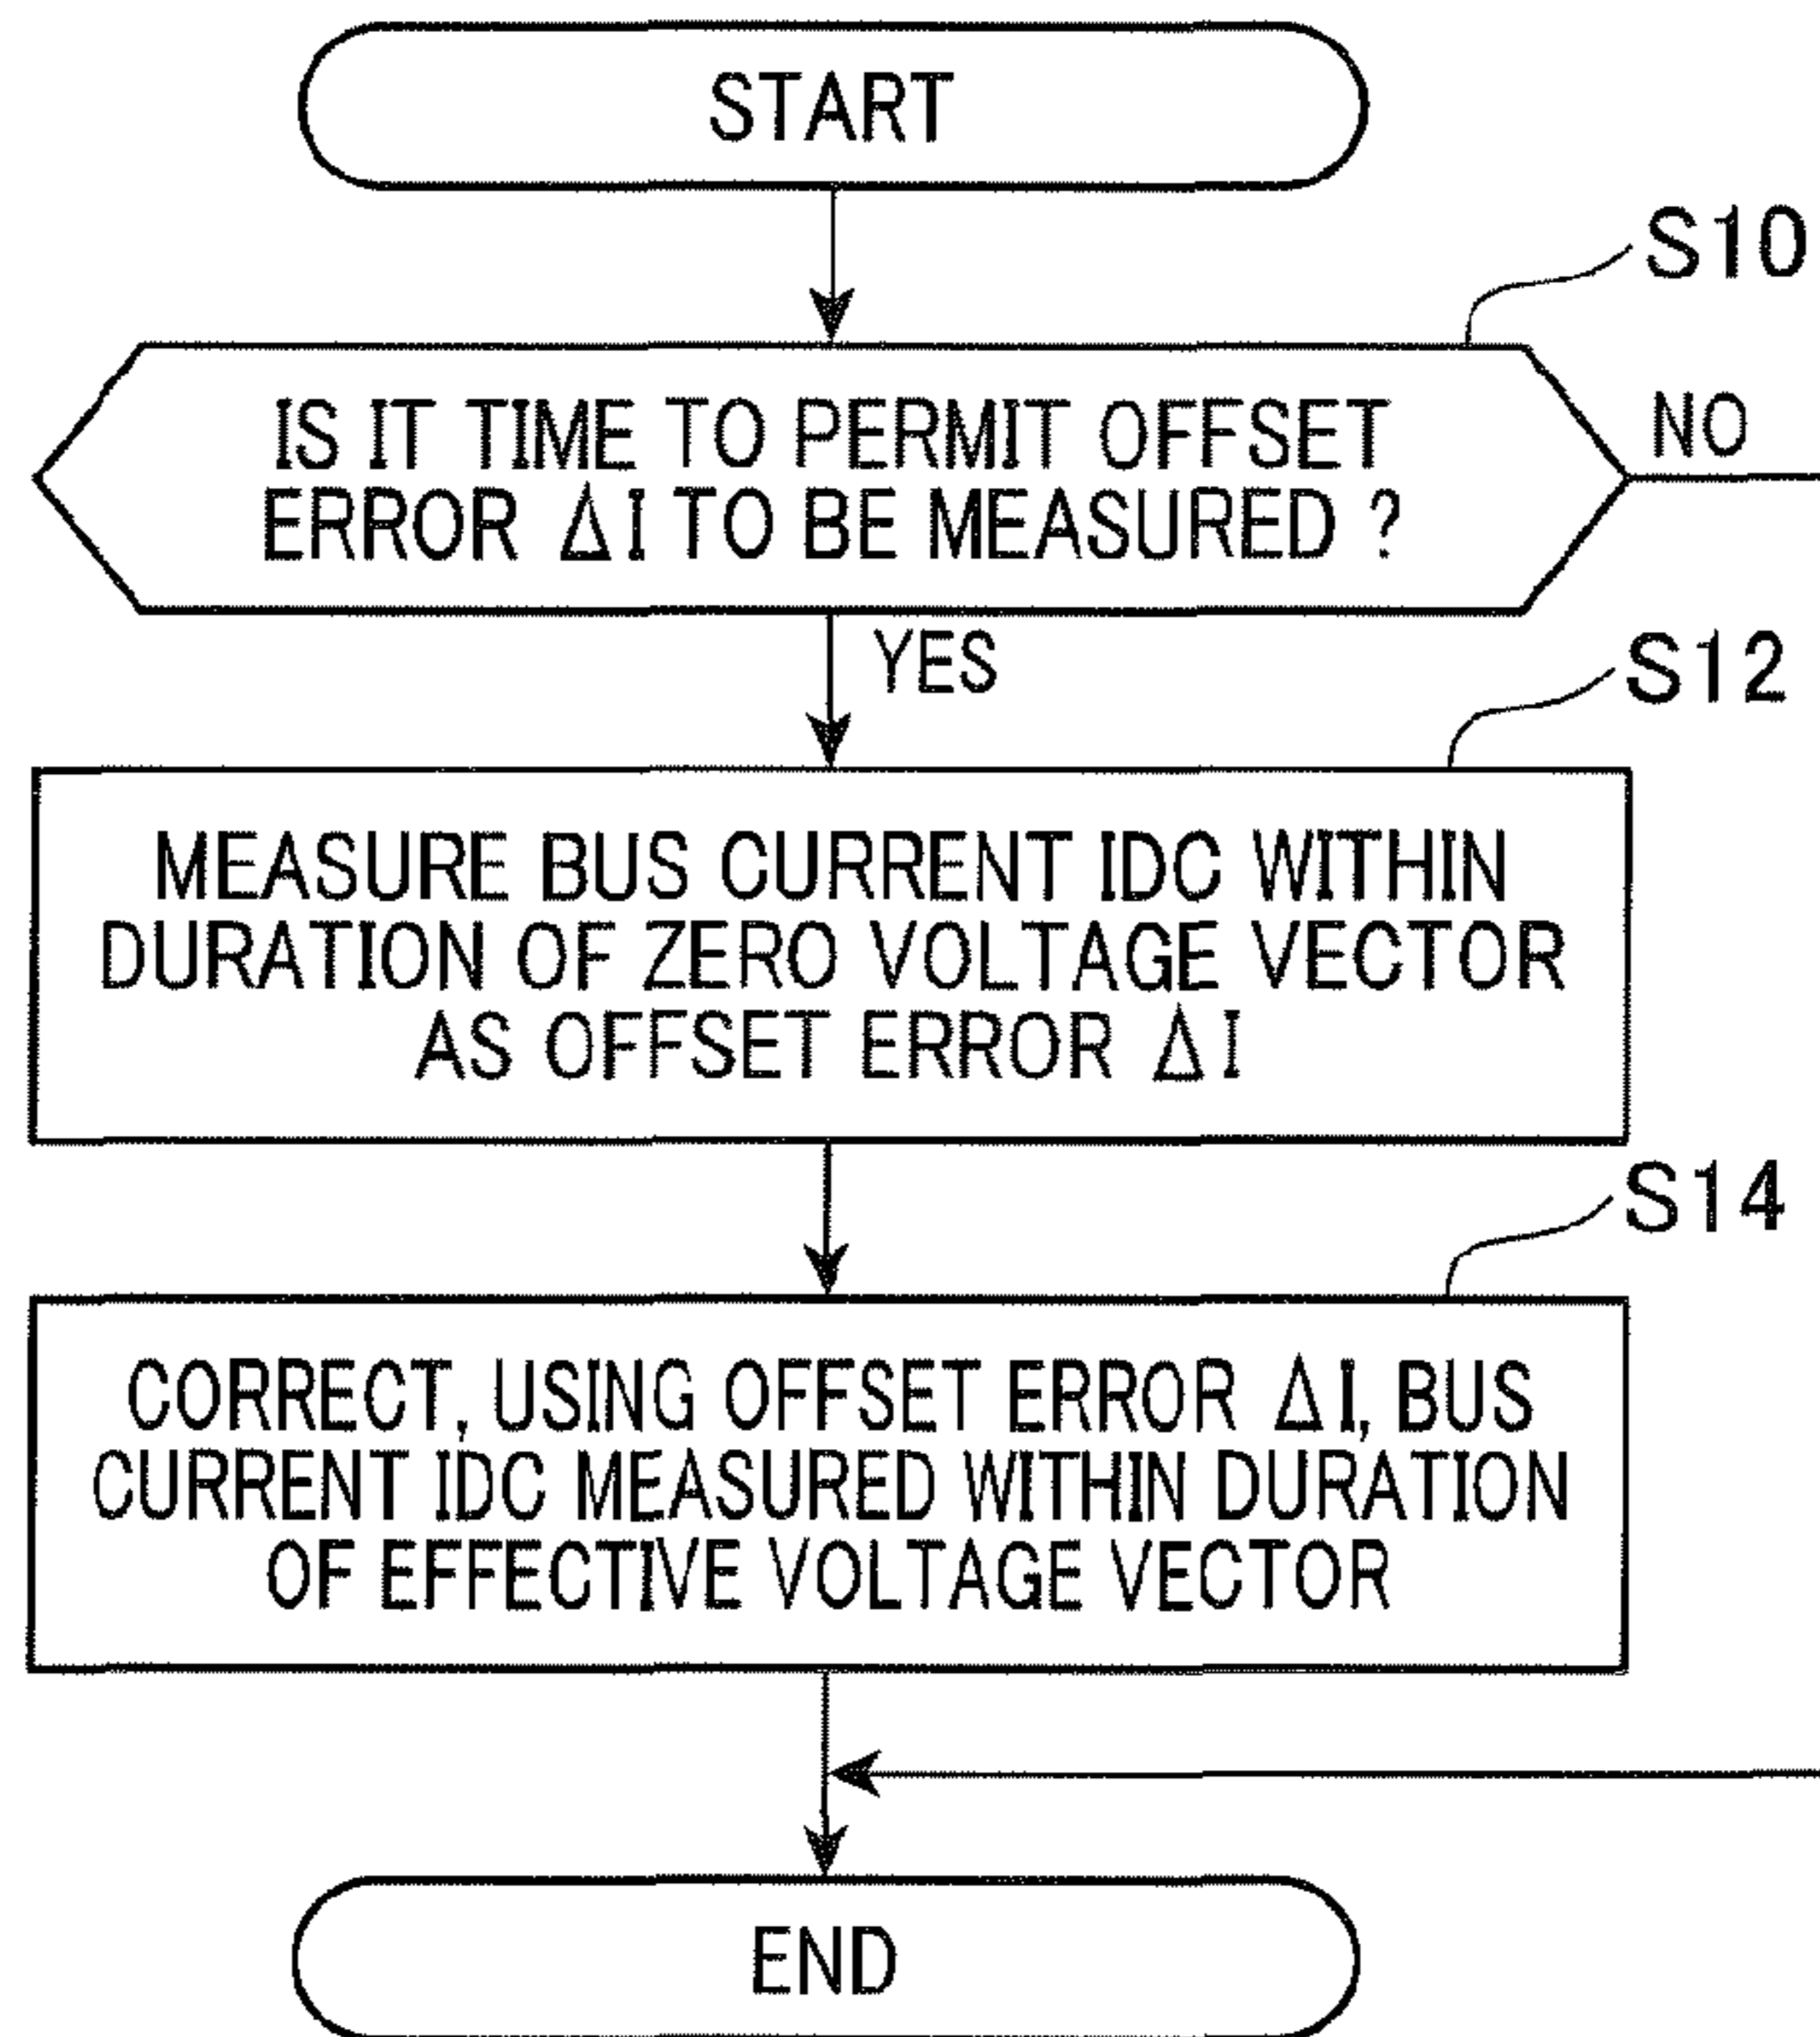 START
S10
IS IT TIME TO PERMIT OFFSET
ERROR ΔI TO BE MEASURED ?
NO
YES
S12
MEASURE BUS CURRENT IDC WITHIN
DURATION OF ZERO VOLTAGE VECTOR
AS OFFSET ERROR ΔI
S14
CORRECT, USING OFFSET ERROR ΔI, BUS
CURRENT IDC MEASURED WITHIN DURATION
OF EFFECTIVE VOLTAGE VECTOR
END